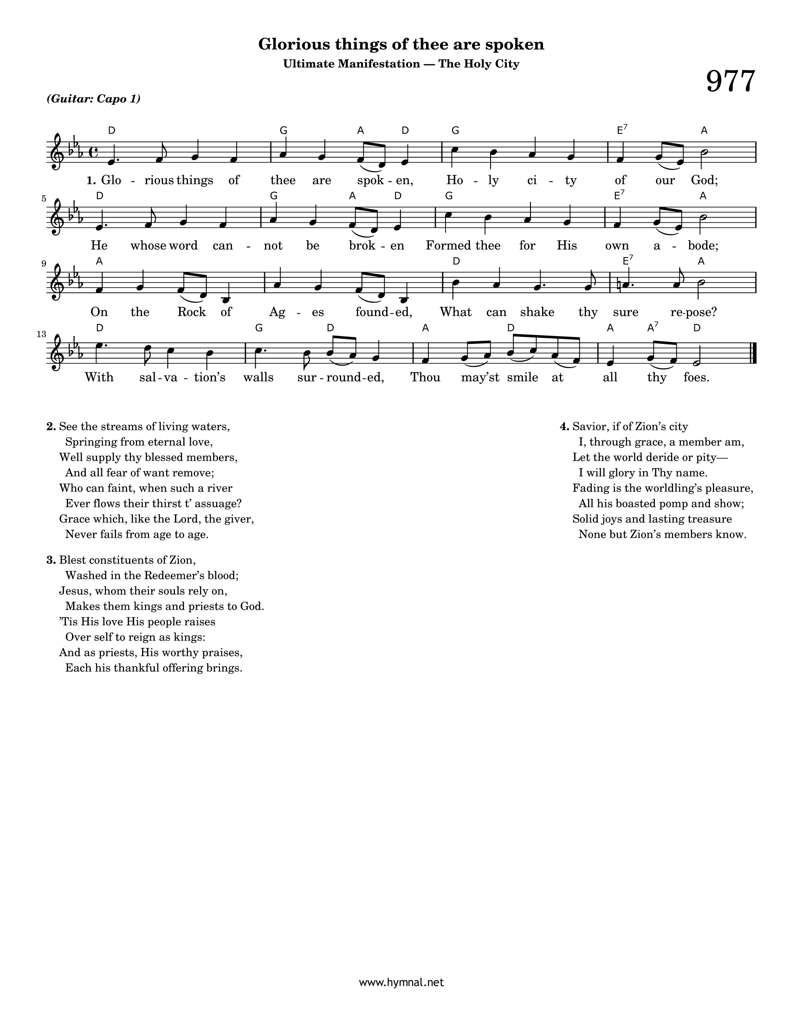 Glorious things of thee are spoken
Ultimate Manifestation — The Holy City
977
(Guitar: Capo 1)
D G A D G E7 A
1. Glo - rious things of thee are spok - en, Ho - ly ci - ty of our God;
5 D G A D G E7 A
He whose word can - not be brok - en Formed thee for His own a - bode;
9 A D E7 A
On the Rock of Ag - es found - ed, What can shake thy sure re - pose?
13 D G D A D A A7 D
With sal - va - tion's walls sur - round - ed, Thou may'st smile at all thy foes.
2. See the streams of living waters,
Springing from eternal love,
Well supply thy blessed members,
And all fear of want remove;
Who can faint, when such a river
Ever flows their thirst t' assuage?
Grace which, like the Lord, the giver,
Never fails from age to age.
3. Blest constituents of Zion,
Washed in the Redeemer's blood;
Jesus, whom their souls rely on,
Makes them kings and priests to God.
'Tis His love His people raises
Over self to reign as kings:
And as priests, His worthy praises,
Each his thankful offering brings.
4. Savior, if of Zion's city
I, through grace, a member am,
Let the world deride or pity—
I will glory in Thy name.
Fading is the worldling's pleasure,
All his boasted pomp and show;
Solid joys and lasting treasure
None but Zion's members know.
www.hymnal.net